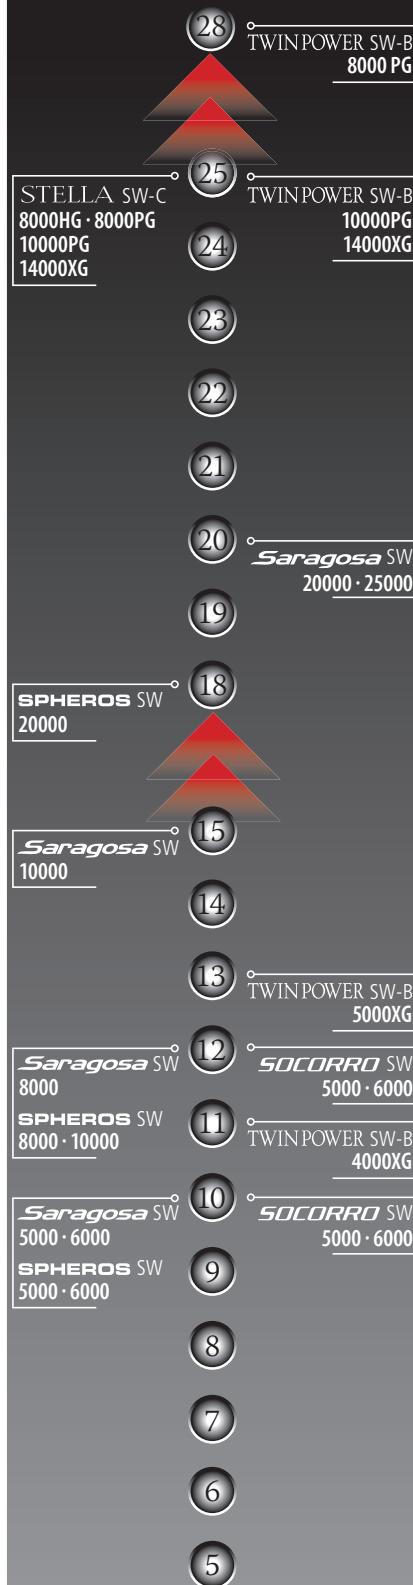 28
TWINPOWER SW-B
8000 PG
25
STELLA SW-C
8000HG · 8000PG
10000PG
14000XG
TWINPOWER SW-B
10000PG
14000XG
24
23
22
21
20
Saragosa SW
20000 · 25000
19
18
SPHEROS SW
20000
15
Saragosa SW
10000
14
13
TWINPOWER SW-B
5000XG
12
Saragosa SW
8000
SPHEROS SW
8000 · 10000
SOCORRO SW
5000 · 6000
11
TWINPOWER SW-B
4000XG
10
Saragosa SW
5000 · 6000
SPHEROS SW
5000 · 6000
SOCORRO SW
5000 · 6000
9
8
7
6
5